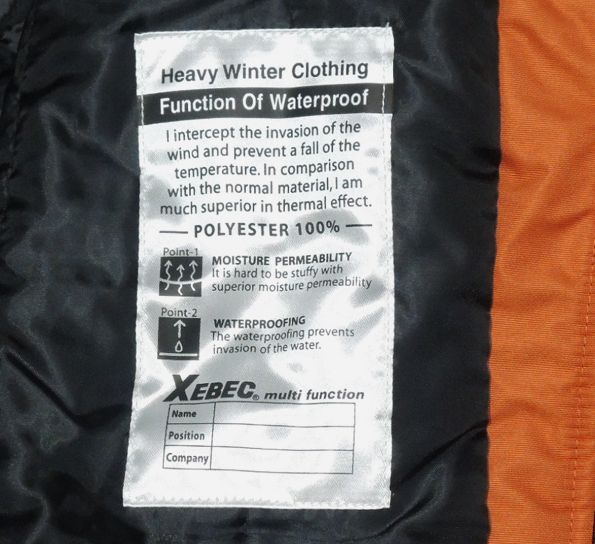 Heavy Winter Clothing
Function Of Waterproof
I intercept the invasion of the
wind and prevent a fall of the
temperature. In comparison
with the normal material, I am
much superior in thermal effect.
POLYESTER 100%
Point-1
MOISTURE PERMEABILITY
It is hard to be stuffy with
superior moisture permeability
Point-2
WATERPROOFING
The waterproofing prevents
invasion of the water.
XEBEC® multi function
Name
Position
Company